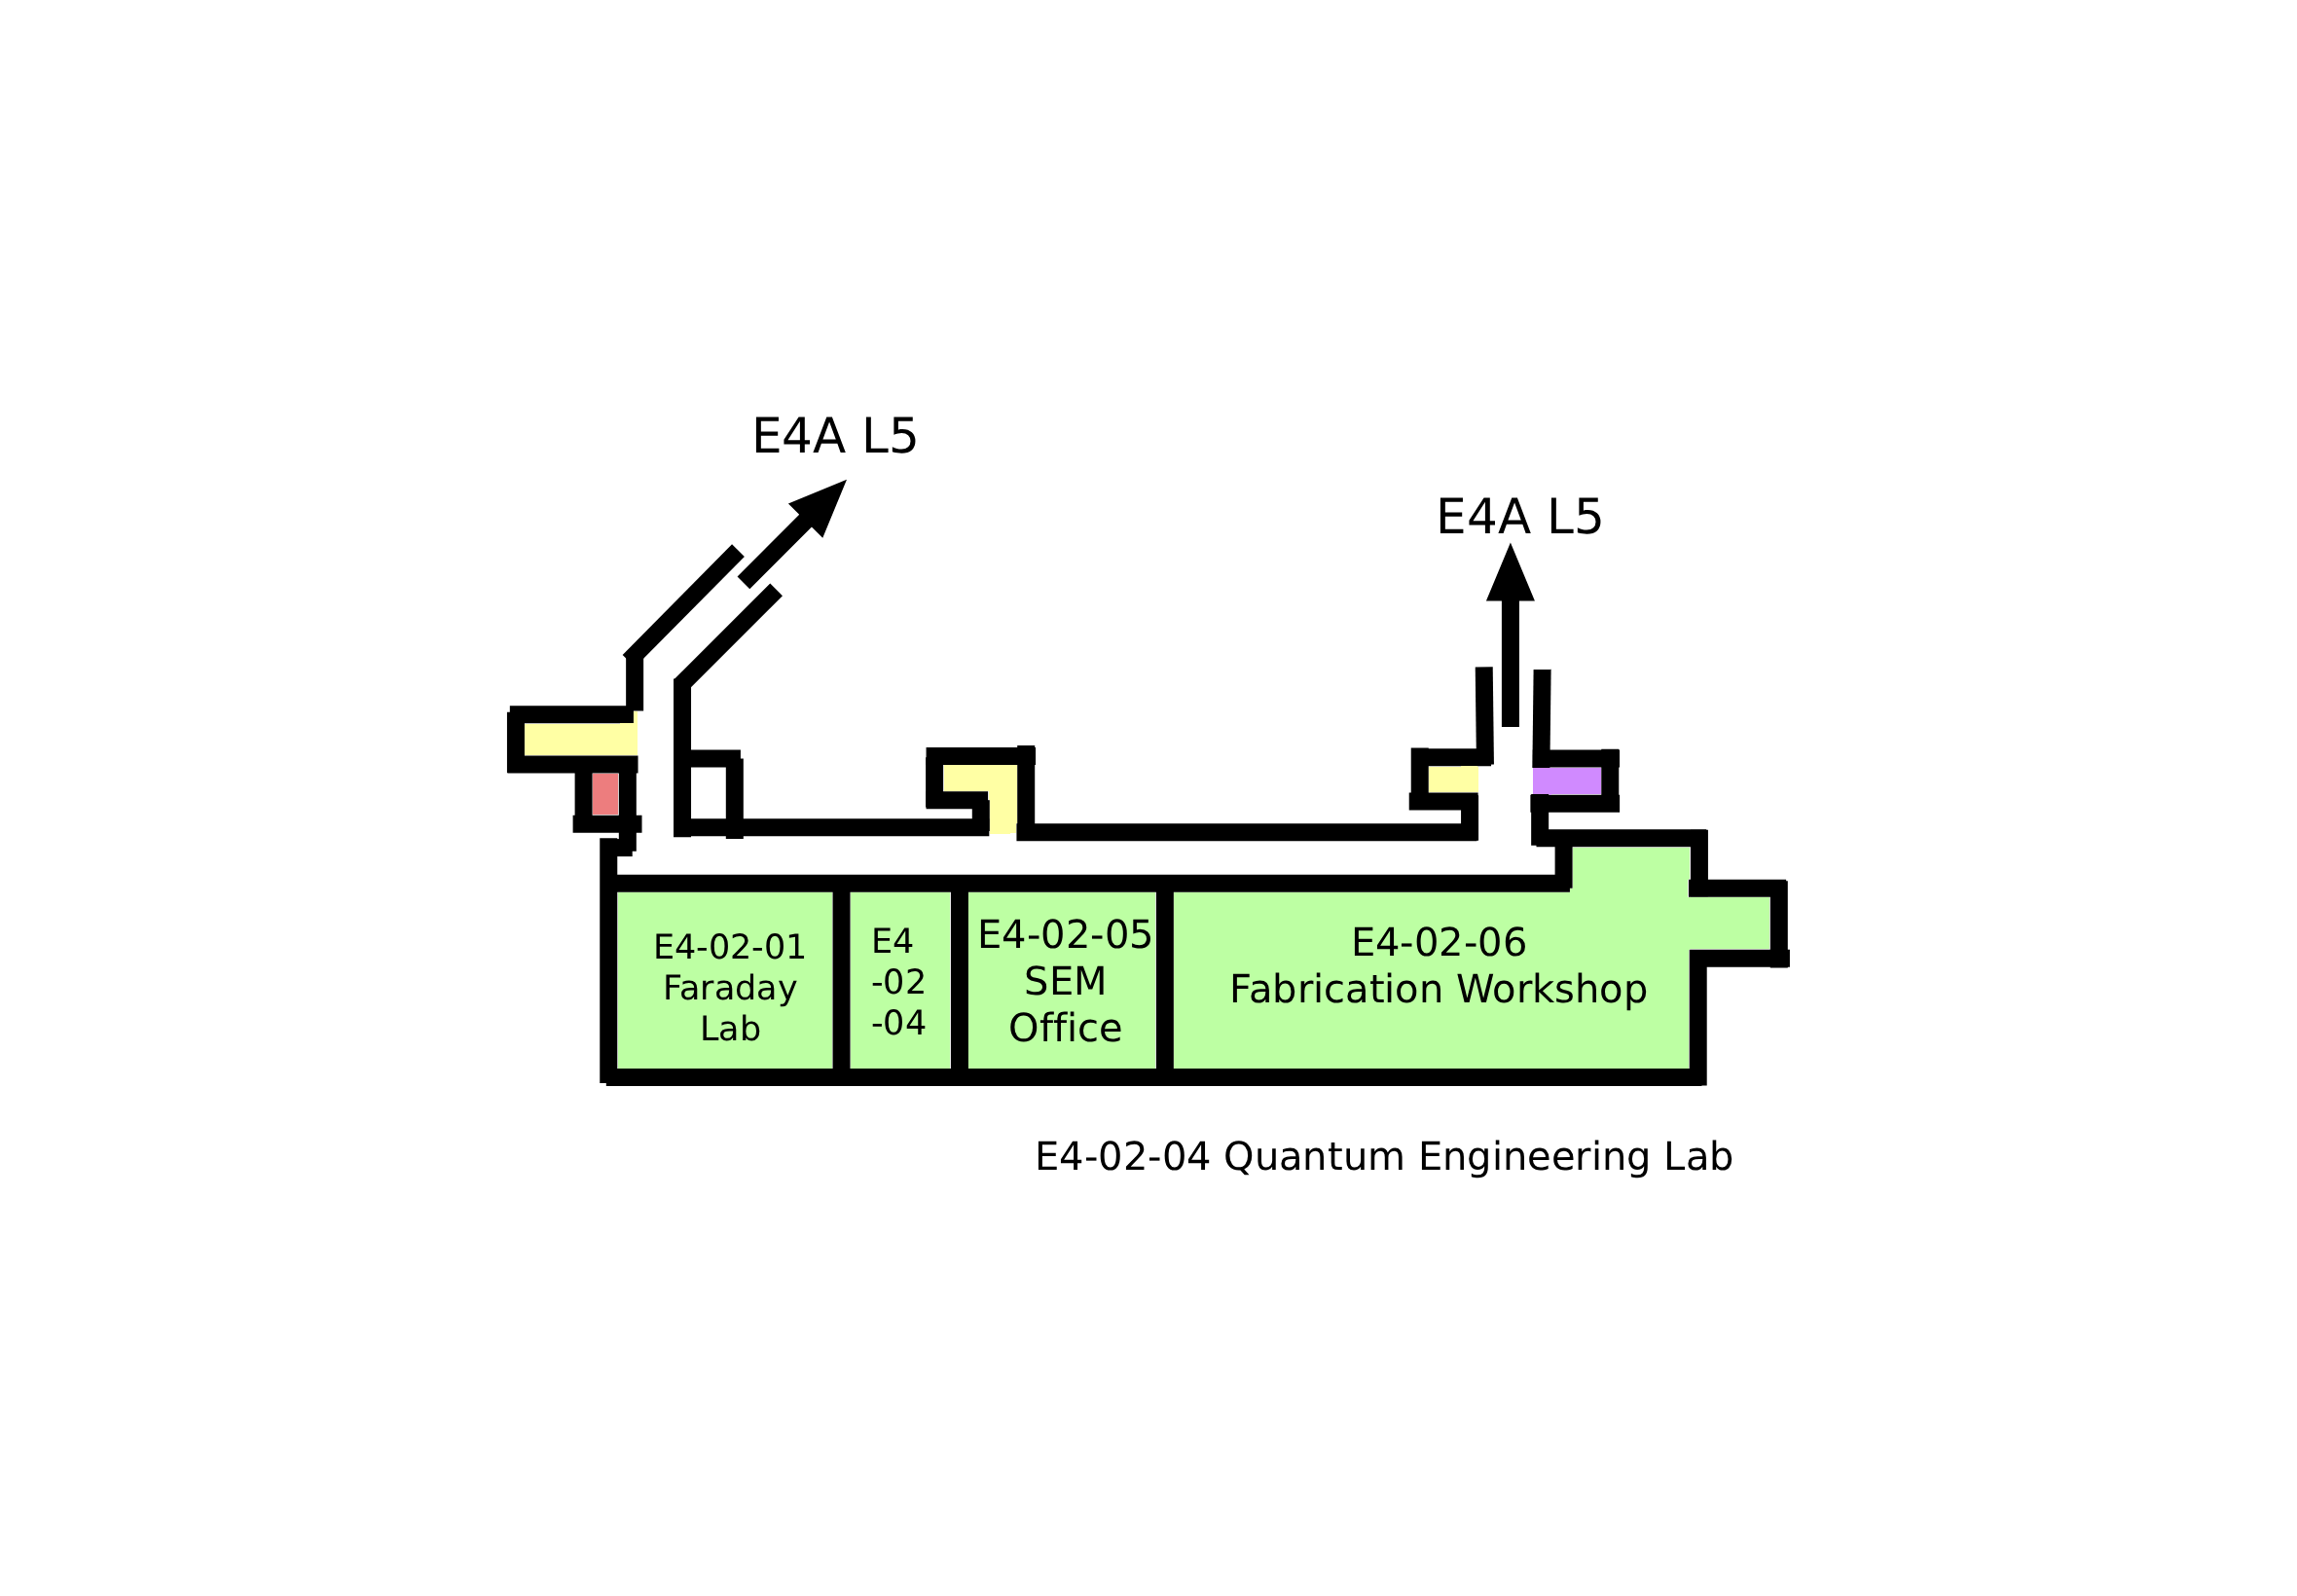 E4A L5
E4A L5
E4-02-01
Faraday
Lab
E4
-02
-04
E4-02-05
SEM
Office
E4-02-06
Fabrication Workshop
E4-02-04 Quantum Engineering Lab